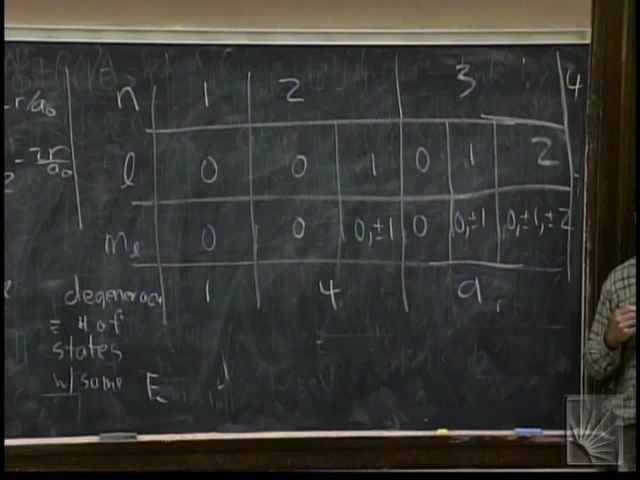 -r/a₀
n 1 2 3 4
-2r/a₀
l 0 0 1 0 1 2
mₗ 0 0 0,±1 0 0,±1 0,±1,±2
degeneracy 1 4 9
≡ # of
states
w/ same E